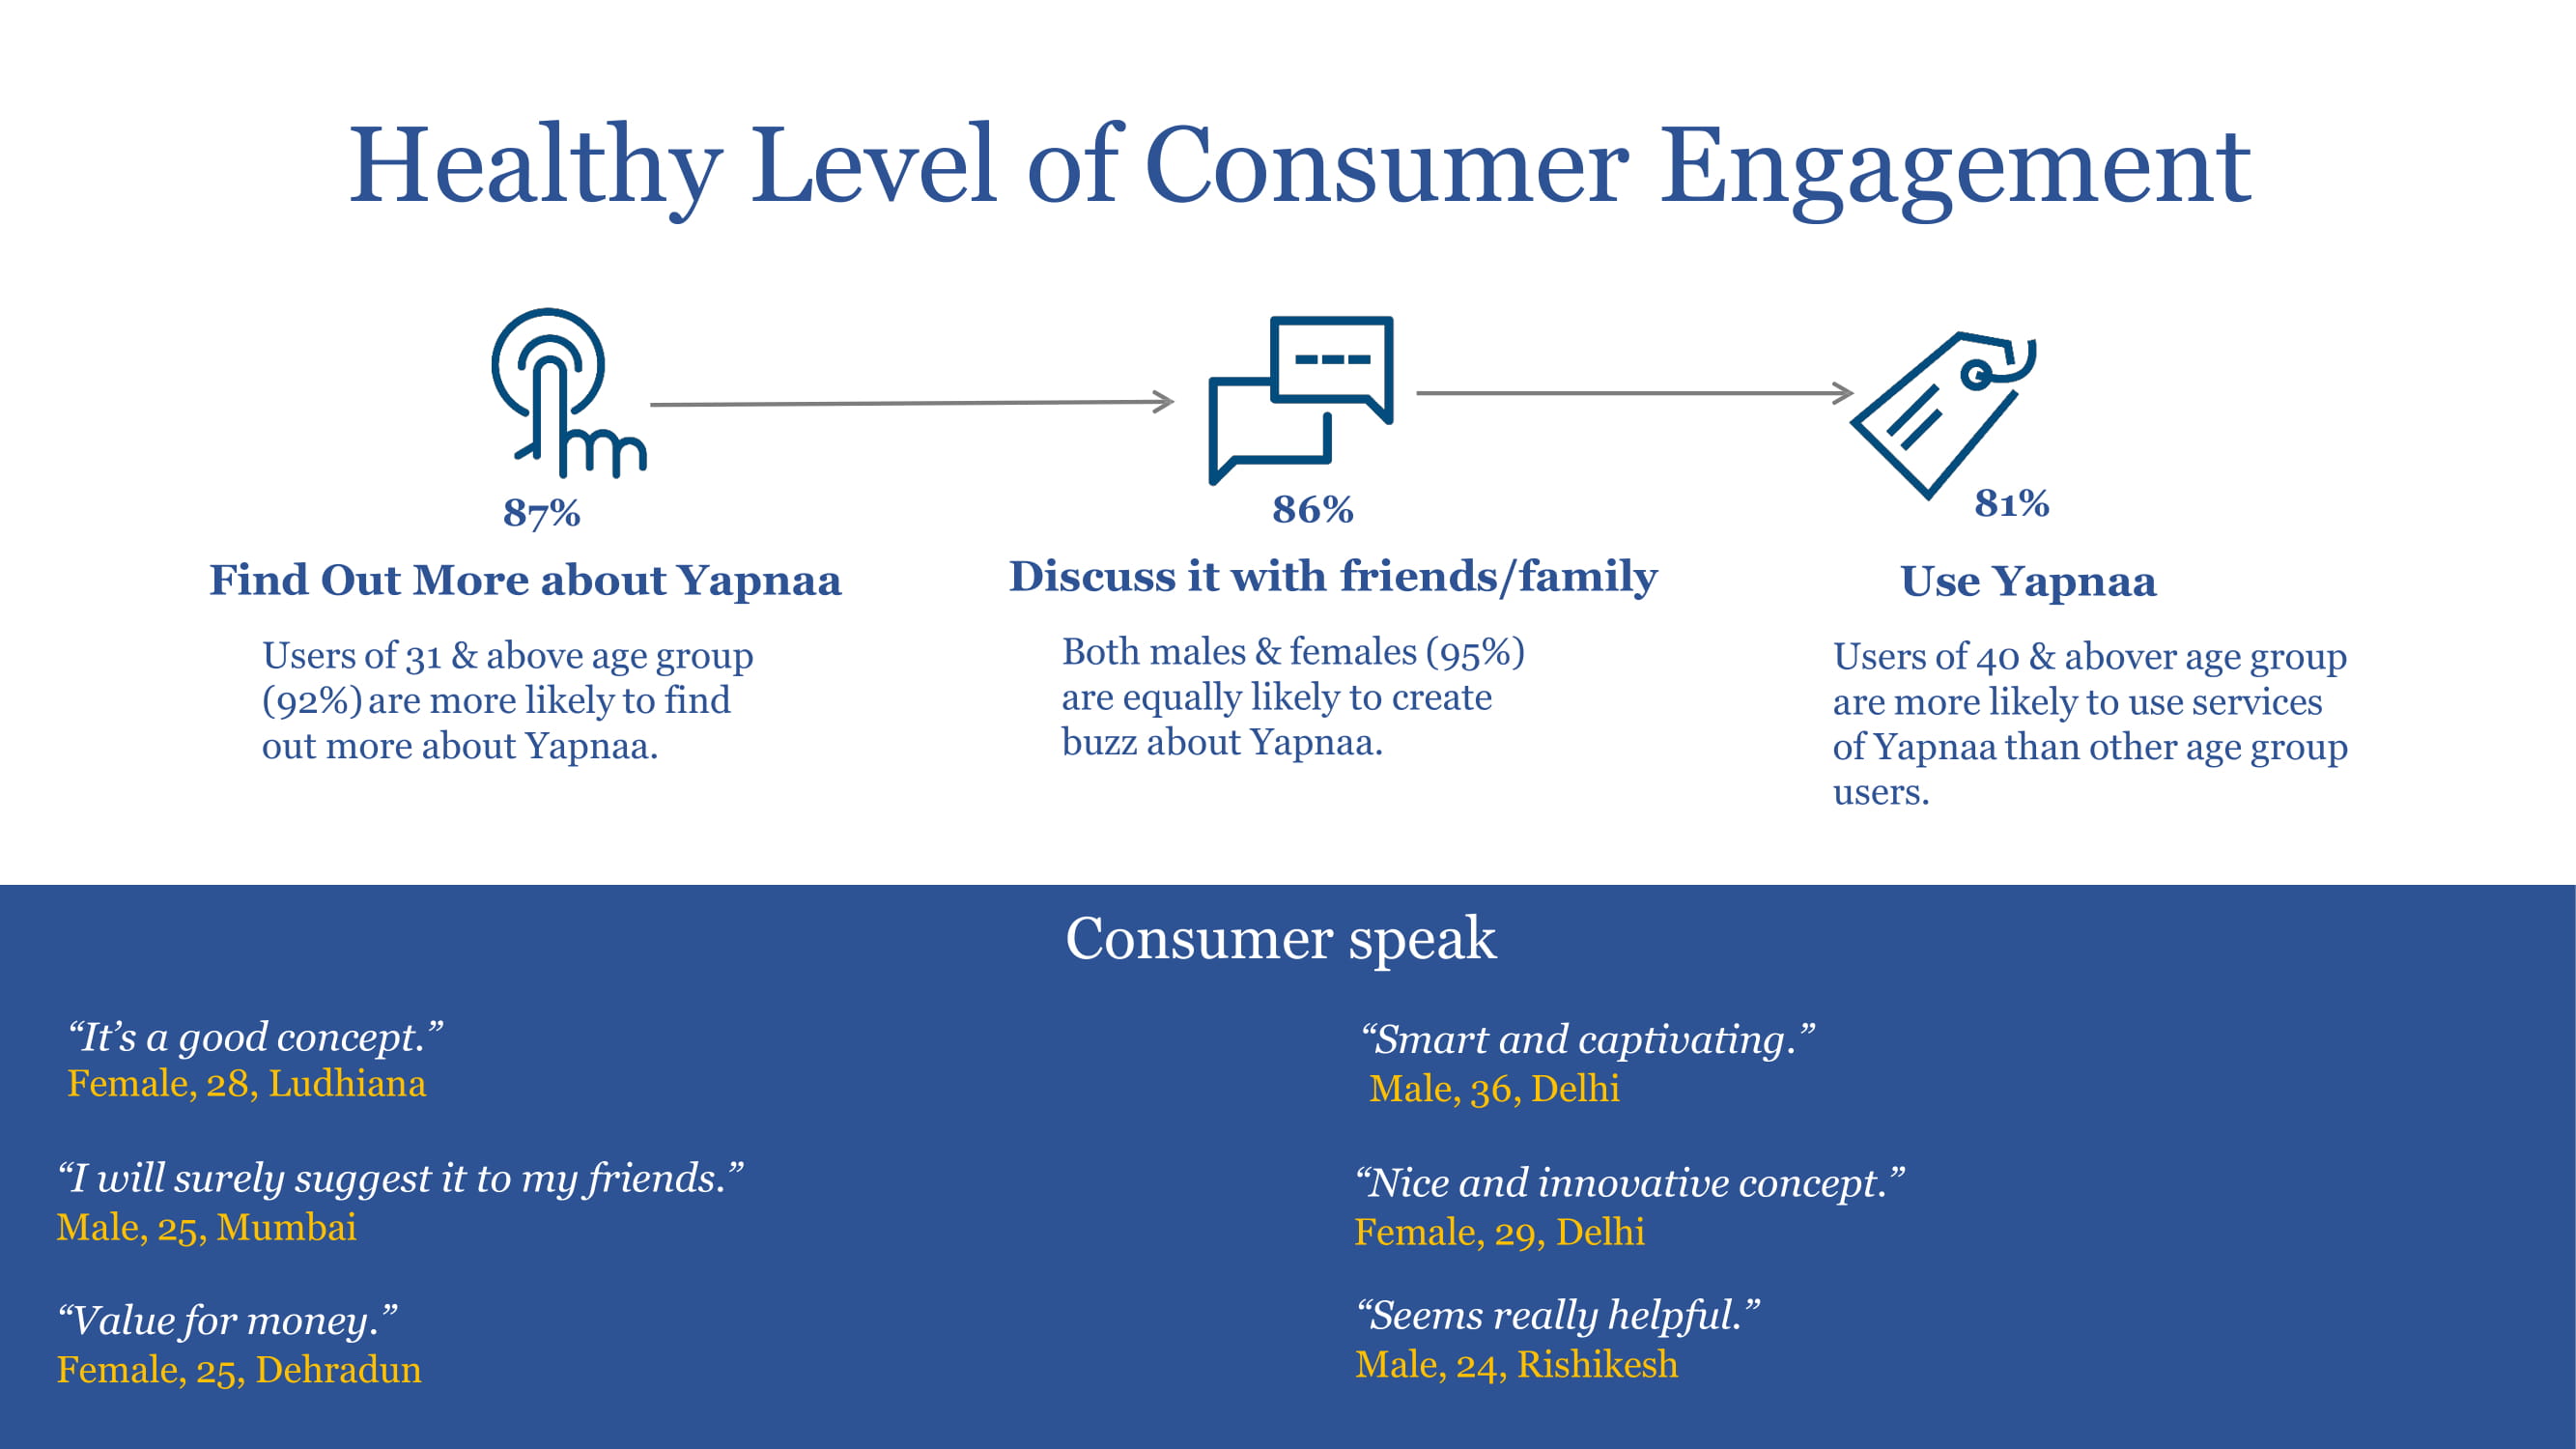 Healthy Level of Consumer Engagement
87%
Find Out More about Yapnaa
Users of 31 & above age group
(92%) are more likely to find
out more about Yapnaa.
86%
Discuss it with friends/family
Both males & females (95%)
are equally likely to create
buzz about Yapnaa.
81%
Use Yapnaa
Users of 40 & abover age group
are more likely to use services
of Yapnaa than other age group
users.
Consumer speak
“It’s a good concept.”
Female, 28, Ludhiana
“I will surely suggest it to my friends.”
Male, 25, Mumbai
“Value for money.”
Female, 25, Dehradun
“Smart and captivating.”
Male, 36, Delhi
“Nice and innovative concept.”
Female, 29, Delhi
“Seems really helpful.”
Male, 24, Rishikesh